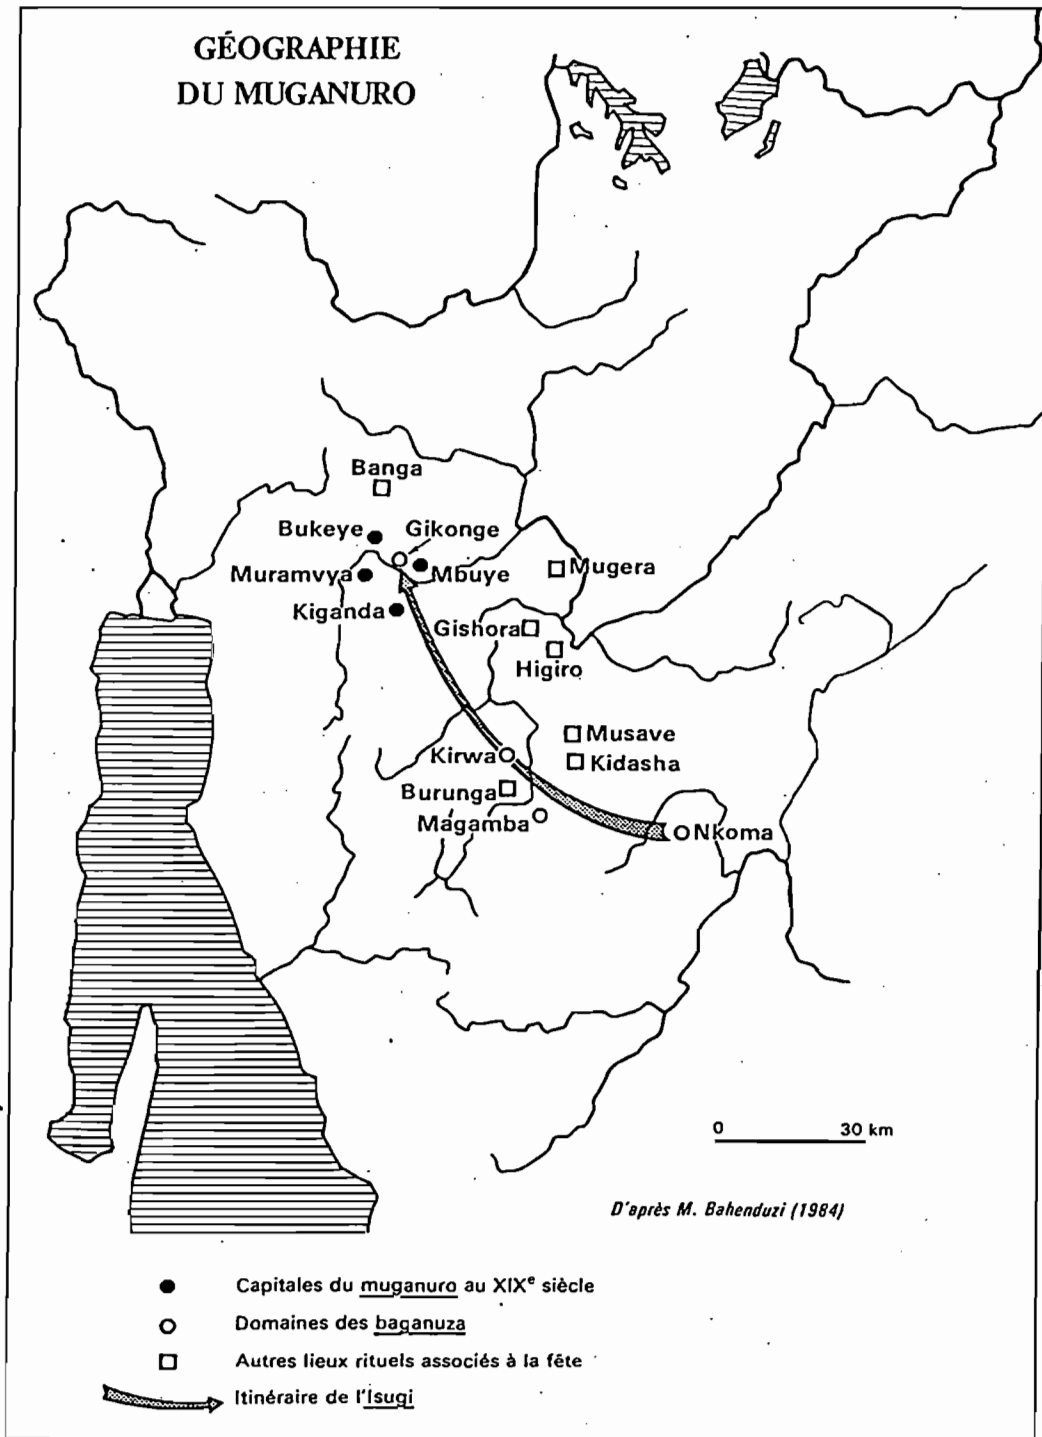 GÉOGRAPHIE
DU MUGANURO
Banga
Bukeye
Gikonge
Muramvya
Mbuye
Mugera
Kiganda
Gishora
Higiro
Musave
Kirwa
Kidasha
Burunga
Magamba
Nkoma
0 30 km
D'après M. Bahenduzi (1984)
Capitales du muganuro au XIXe siècle
Domaines des baganuza
Autres lieux rituels associés à la fête
Itinéraire de l'Isugi